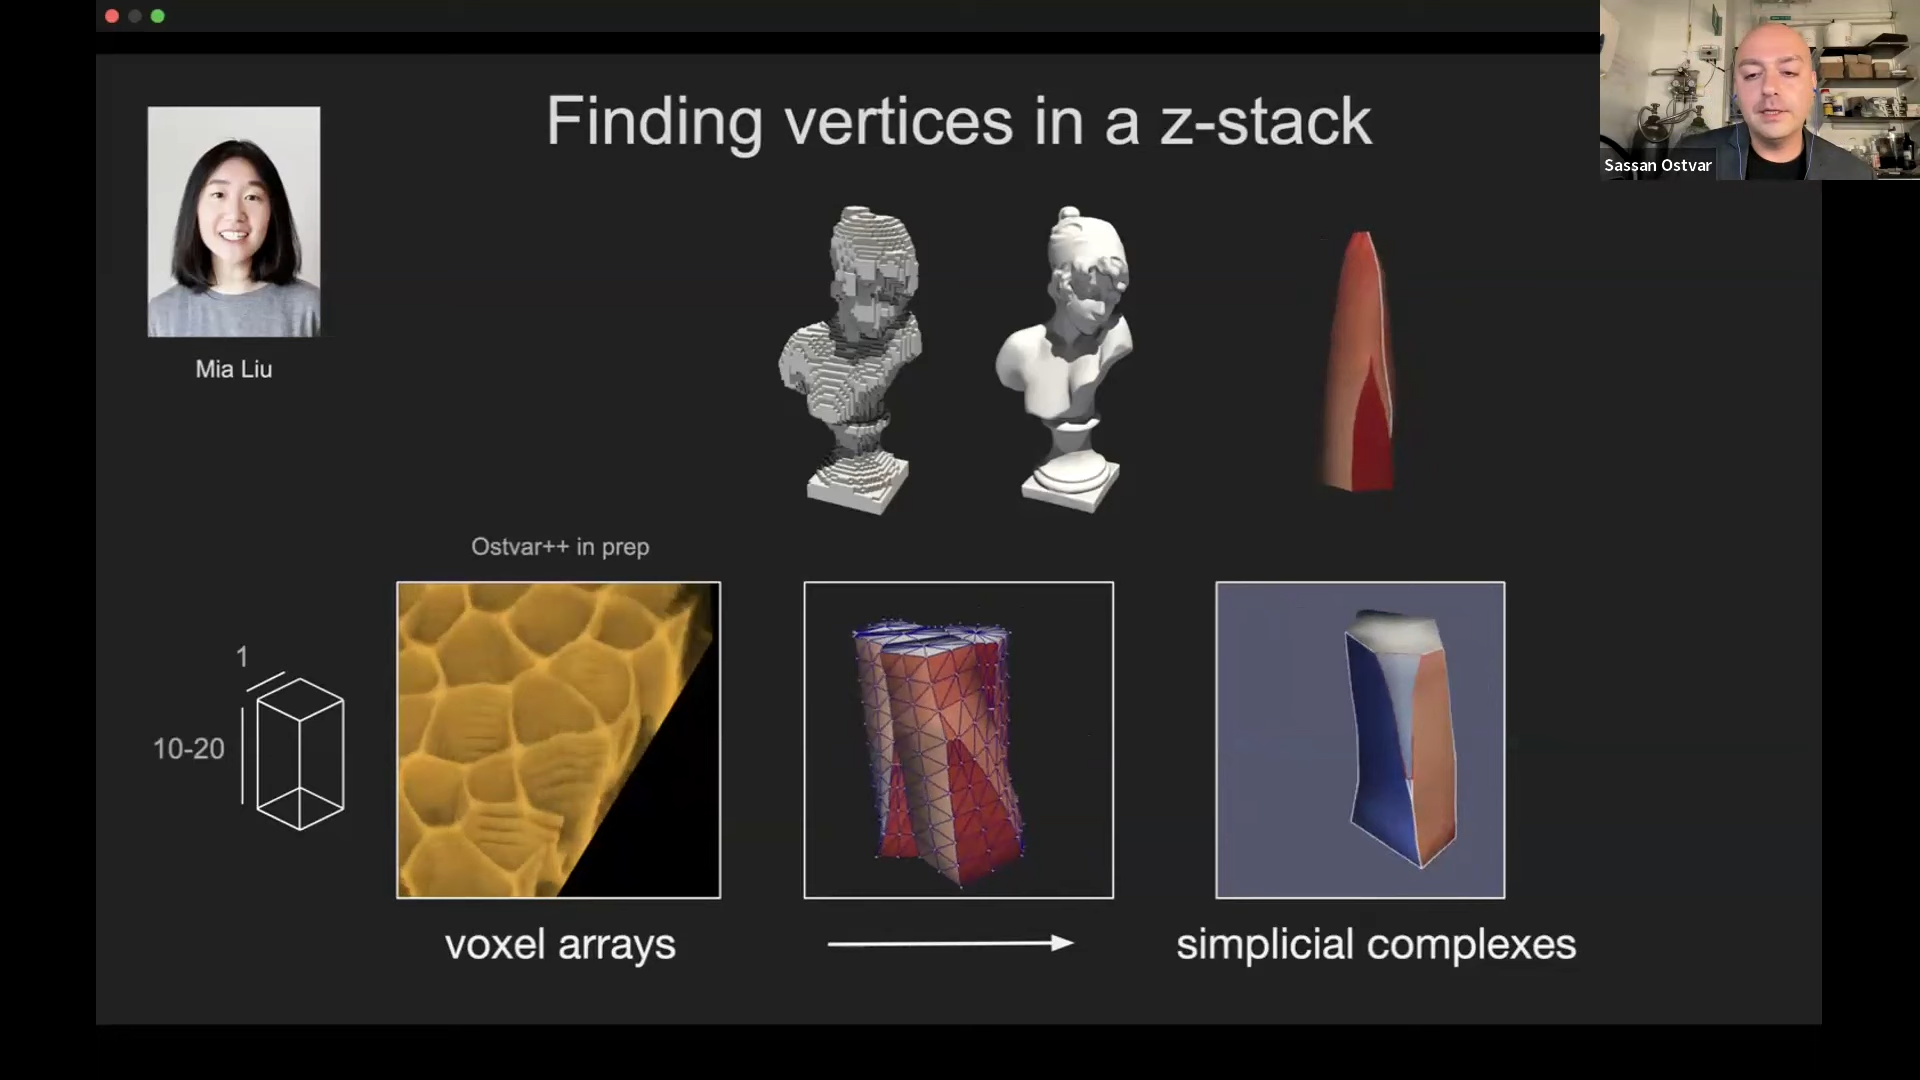 Finding vertices in a z-stack
Sassan Ostvar
Mia Liu
Ostvar++ in prep
1
10-20
voxel arrays
simplicial complexes